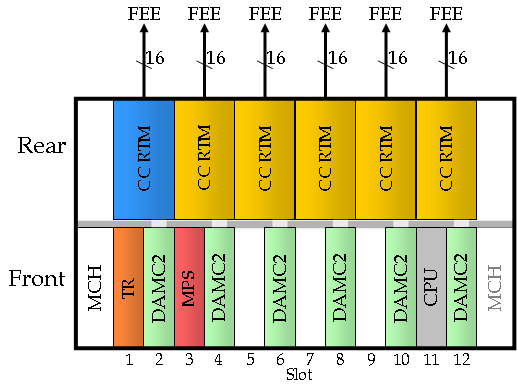 FEE FEE FEE FEE FEE FEE
16 16 16 16 16 16
Rear CC RTM CC RTM CC RTM CC RTM CC RTM CC RTM
Front MCH TR DAMC2 MPS DAMC2 DAMC2 DAMC2 DAMC2 CPU DAMC2 MCH
1 2 3 4 5 6 7 8 9 10 11 12
Slot